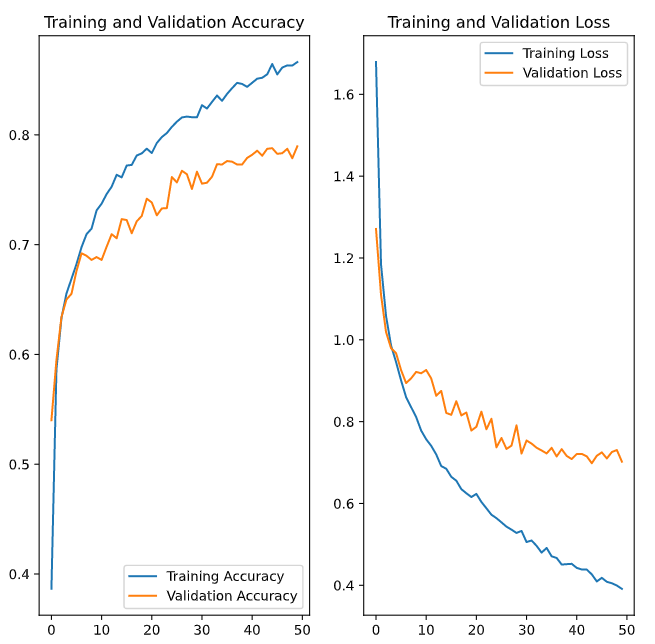 Training and Validation Accuracy
0.8
0.7
0.6
0.5
0.4
0 10 20 30 40 50
Training Accuracy
Validation Accuracy
Training and Validation Loss
Training Loss
Validation Loss
1.6
1.4
1.2
1.0
0.8
0.6
0.4
0 10 20 30 40 50